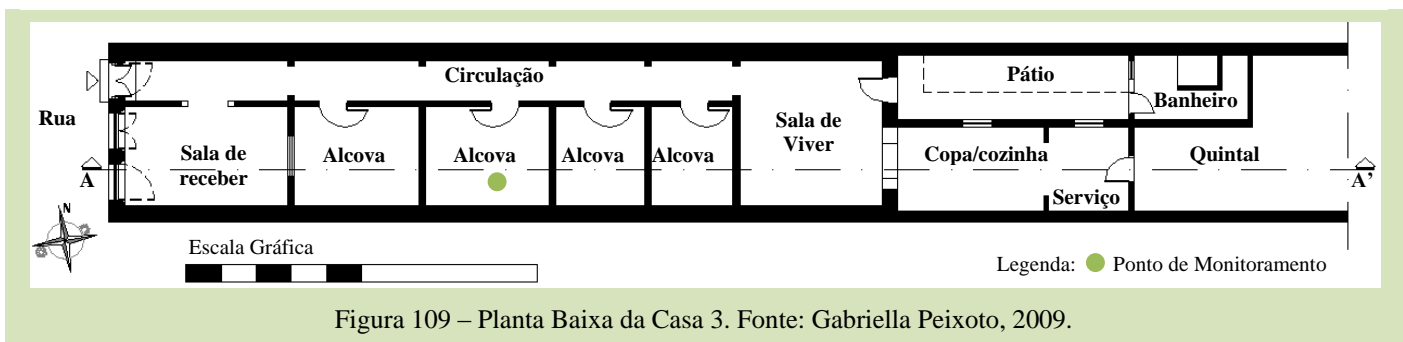 Circulação
Pátio
Banheiro
Rua
Sala de
receber
Alcova
Alcova
Alcova
Alcova
Sala de
Viver
Copa/cozinha
Quintal
Serviço
A
A’
N
Escala Gráfica
Legenda: Ponto de Monitoramento
Figura 109 – Planta Baixa da Casa 3. Fonte: Gabriella Peixoto, 2009.